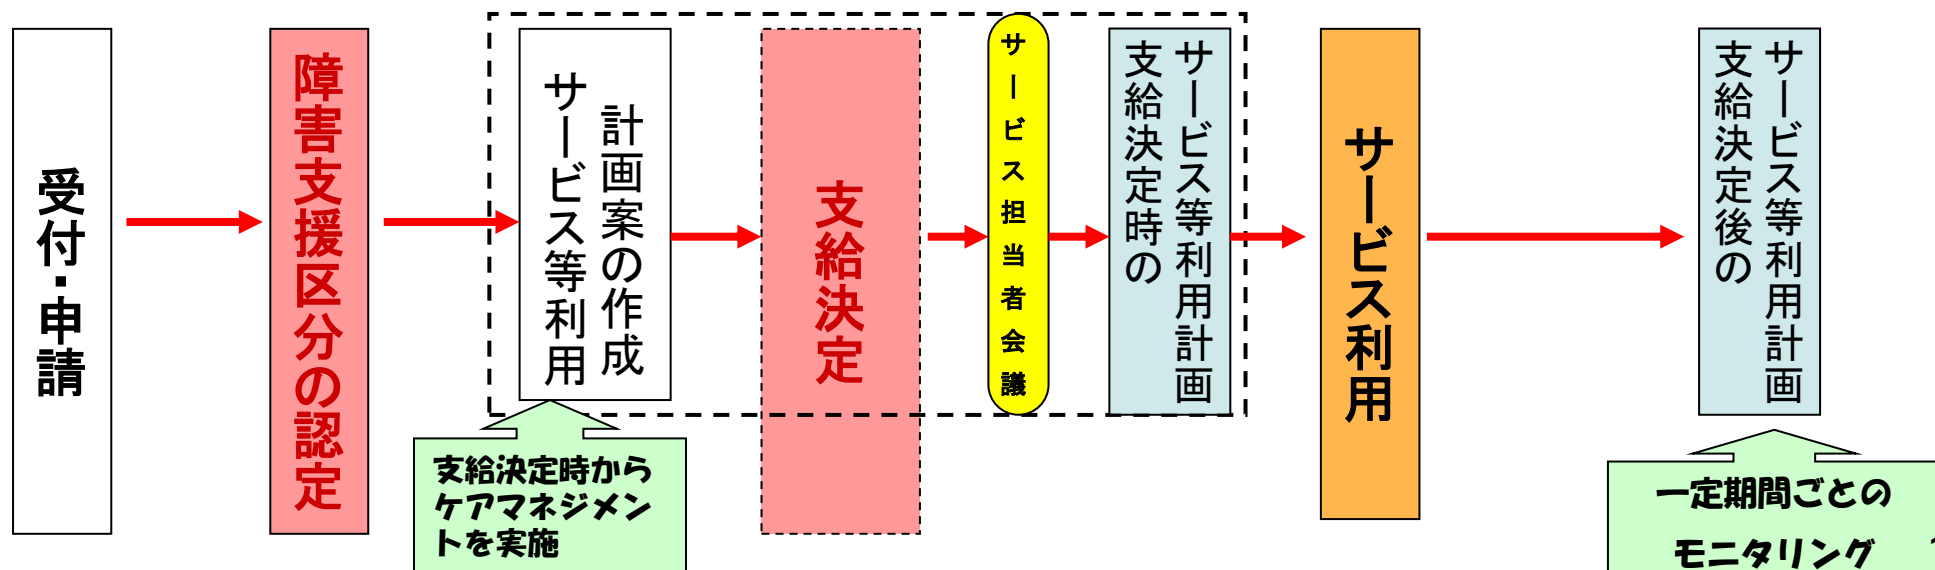 受付・申請
障害支援区分の認定
サービス等利用
計画案の作成
支給決定時から
ケアマネジメン
トを実施
支給決定
サービス担当者会議
サービス等利用計画
支給決定時の
サービス利用
サービス等利用計画
支給決定後の
一定期間ごとの
モニタリング